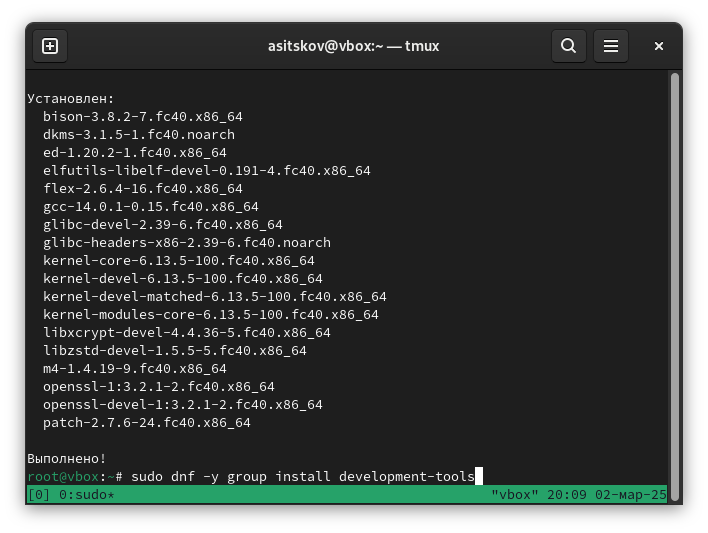 asitskov@vbox:~ — tmux
Установлен:
bison-3.8.2-7.fc40.x86_64
dkms-3.1.5-1.fc40.noarch
ed-1.20.2-1.fc40.x86_64
elfutils-libelf-devel-0.191-4.fc40.x86_64
flex-2.6.4-16.fc40.x86_64
gcc-14.0.1-0.15.fc40.x86_64
glibc-devel-2.39-6.fc40.x86_64
glibc-headers-x86-2.39-6.fc40.noarch
kernel-core-6.13.5-100.fc40.x86_64
kernel-devel-6.13.5-100.fc40.x86_64
kernel-devel-matched-6.13.5-100.fc40.x86_64
kernel-modules-core-6.13.5-100.fc40.x86_64
libxcrypt-devel-4.4.36-5.fc40.x86_64
libzstd-devel-1.5.5-5.fc40.x86_64
m4-1.4.19-9.fc40.x86_64
openssl-1:3.2.1-2.fc40.x86_64
openssl-devel-1:3.2.1-2.fc40.x86_64
patch-2.7.6-24.fc40.x86_64
Выполнено!
root@vbox:~# sudo dnf -y group install development-tools
[0] 0:sudo* "vbox" 20:09 02-мар-25